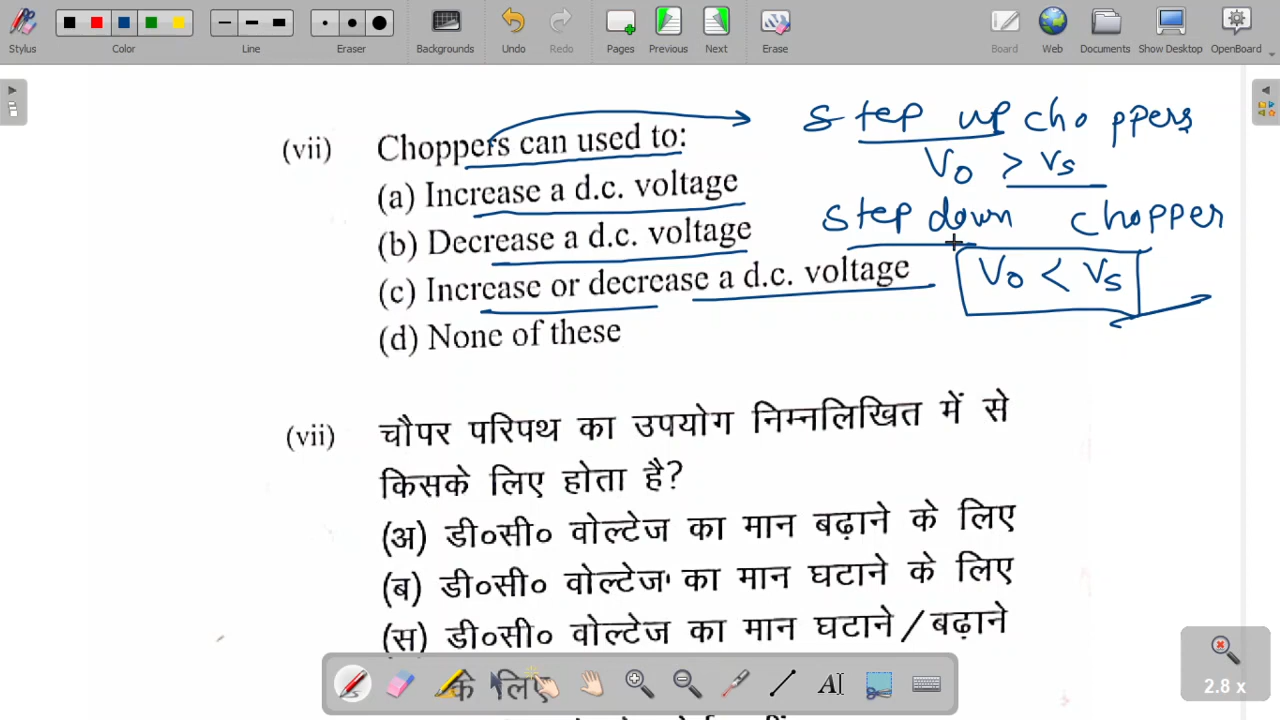 Stylus Color Line Eraser Backgrounds Undo Redo Pages Previous Next Erase Board Web Documents Show Desktop OpenBoard
step up choppers
(vii) Choppers can used to:
Vo > Vs
(a) Increase a d.c. voltage
step down chopper
(b) Decrease a d.c. voltage
Vo < Vs
(c) Increase or decrease a d.c. voltage
(d) None of these
(vii) चौपर परिपथ का उपयोग निम्नलिखित में से
किसके लिए होता है?
(अ) डी०सी० वोल्टेज का मान बढ़ाने के लिए
(ब) डी०सी० वोल्टेज का मान घटाने के लिए
(स) डी०सी० वोल्टेज का मान घटाने/बढ़ाने
के लिए
2.8 x